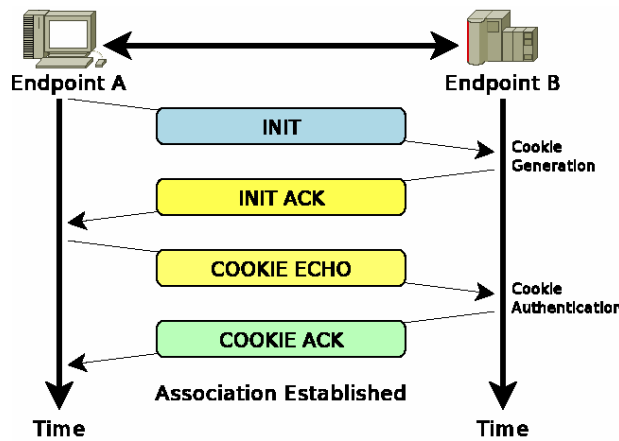 Endpoint A
Endpoint B
INIT
Cookie
Generation
INIT ACK
COOKIE ECHO
Cookie
Authentication
COOKIE ACK
Association Established
Time
Time